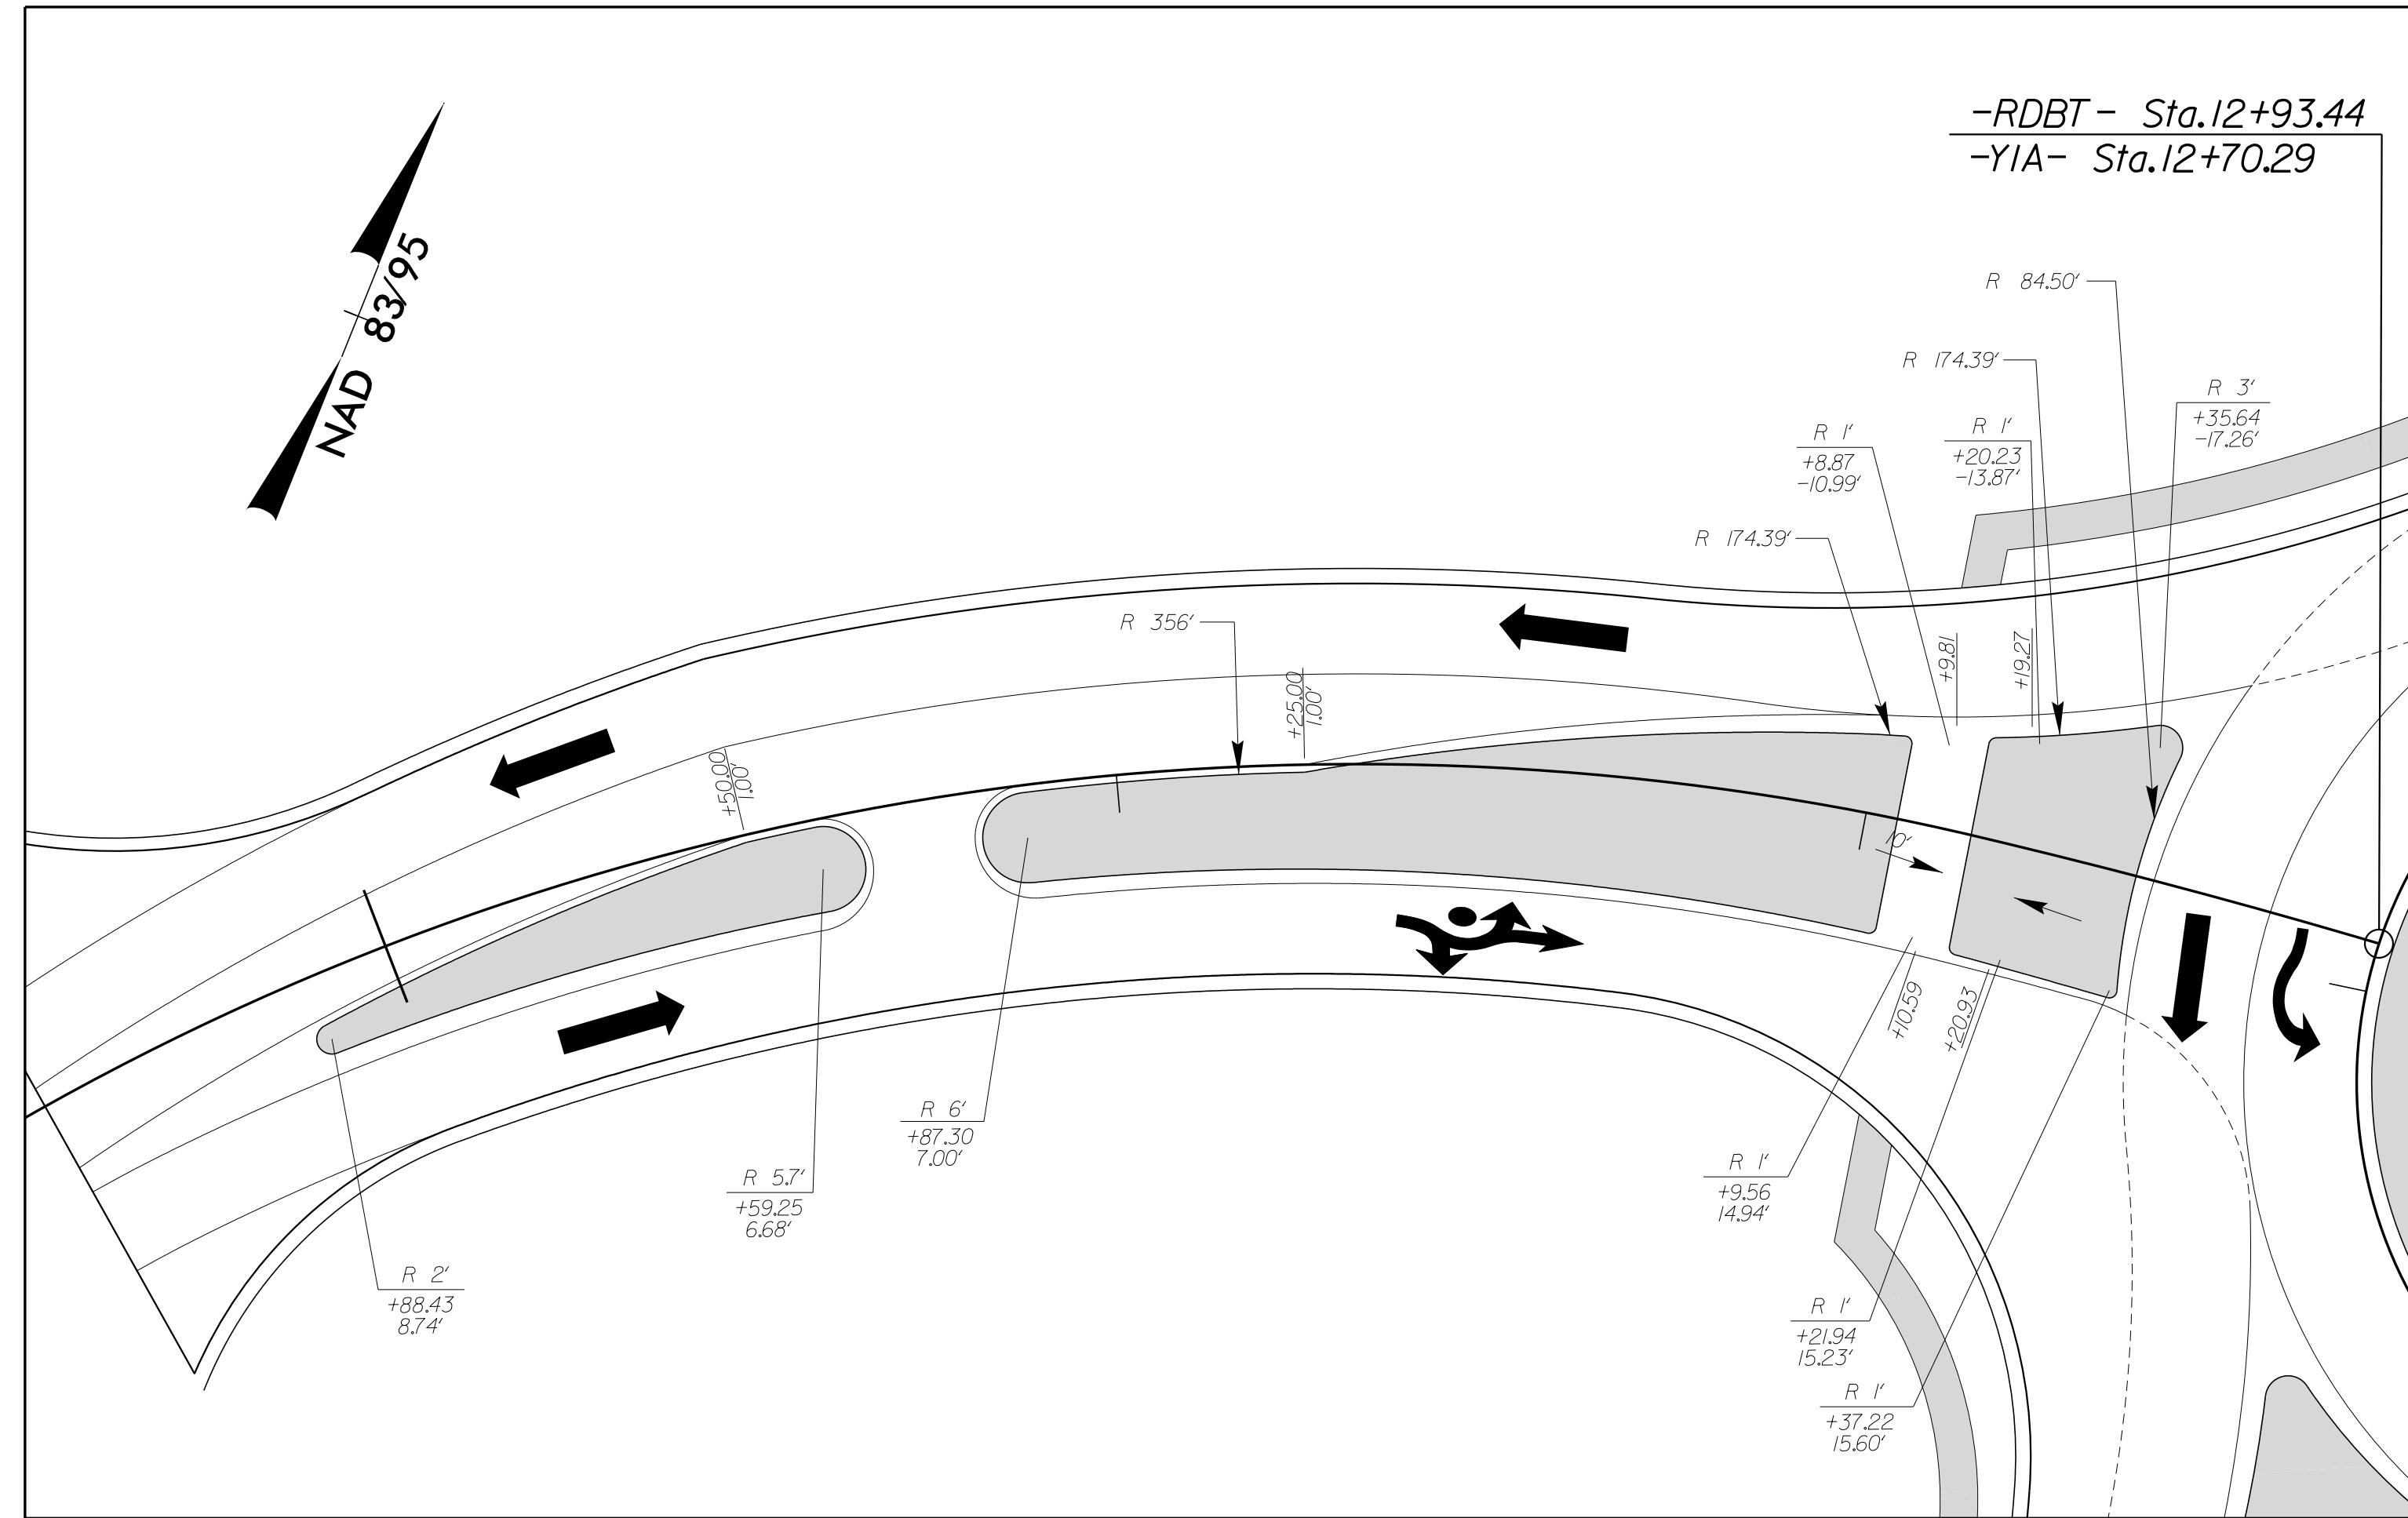 -RDBT- Sta.12+93.44
-Y1A- Sta.12+70.29
NAD 83/95
R 84.50'
R 174.39'
R 3'
+35.64
-17.26'
R 1'
+8.87
-10.99'
R 1'
+20.23
-13.87'
R 174.39'
R 356'
+25.00
1.00'
+9.81
+19.27
+50.00
1.00'
10'
+10.59
+20.93
R 6'
+87.30
7.00'
R 5.7'
+59.25
6.68'
R 2'
+88.43
8.74'
R 1'
+9.56
14.94'
R 1'
+21.94
15.23'
R 1'
+37.22
15.60'